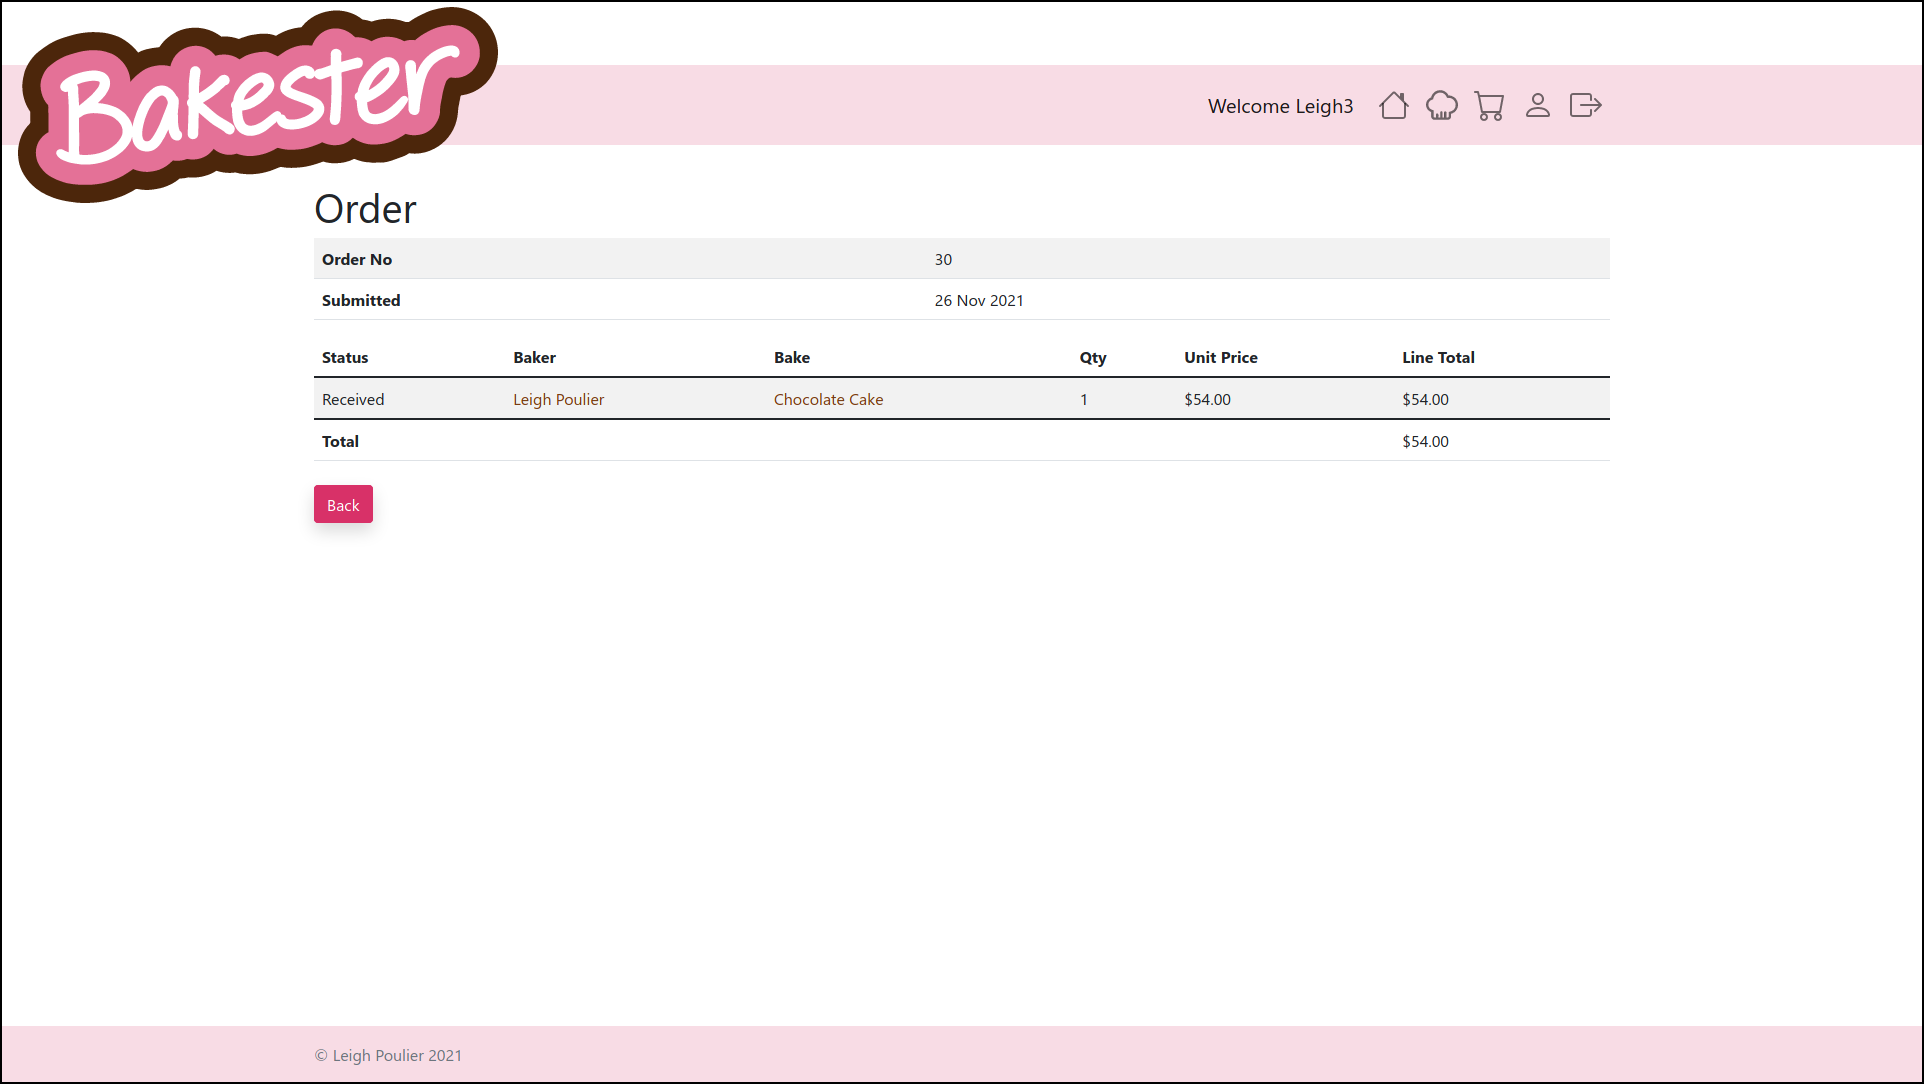 Bakester
Welcome Leigh3
Order
Order No 30
Submitted 26 Nov 2021
Status Baker Bake Qty Unit Price Line Total
Received Leigh Poulier Chocolate Cake 1 $54.00 $54.00
Total $54.00
Back
© Leigh Poulier 2021